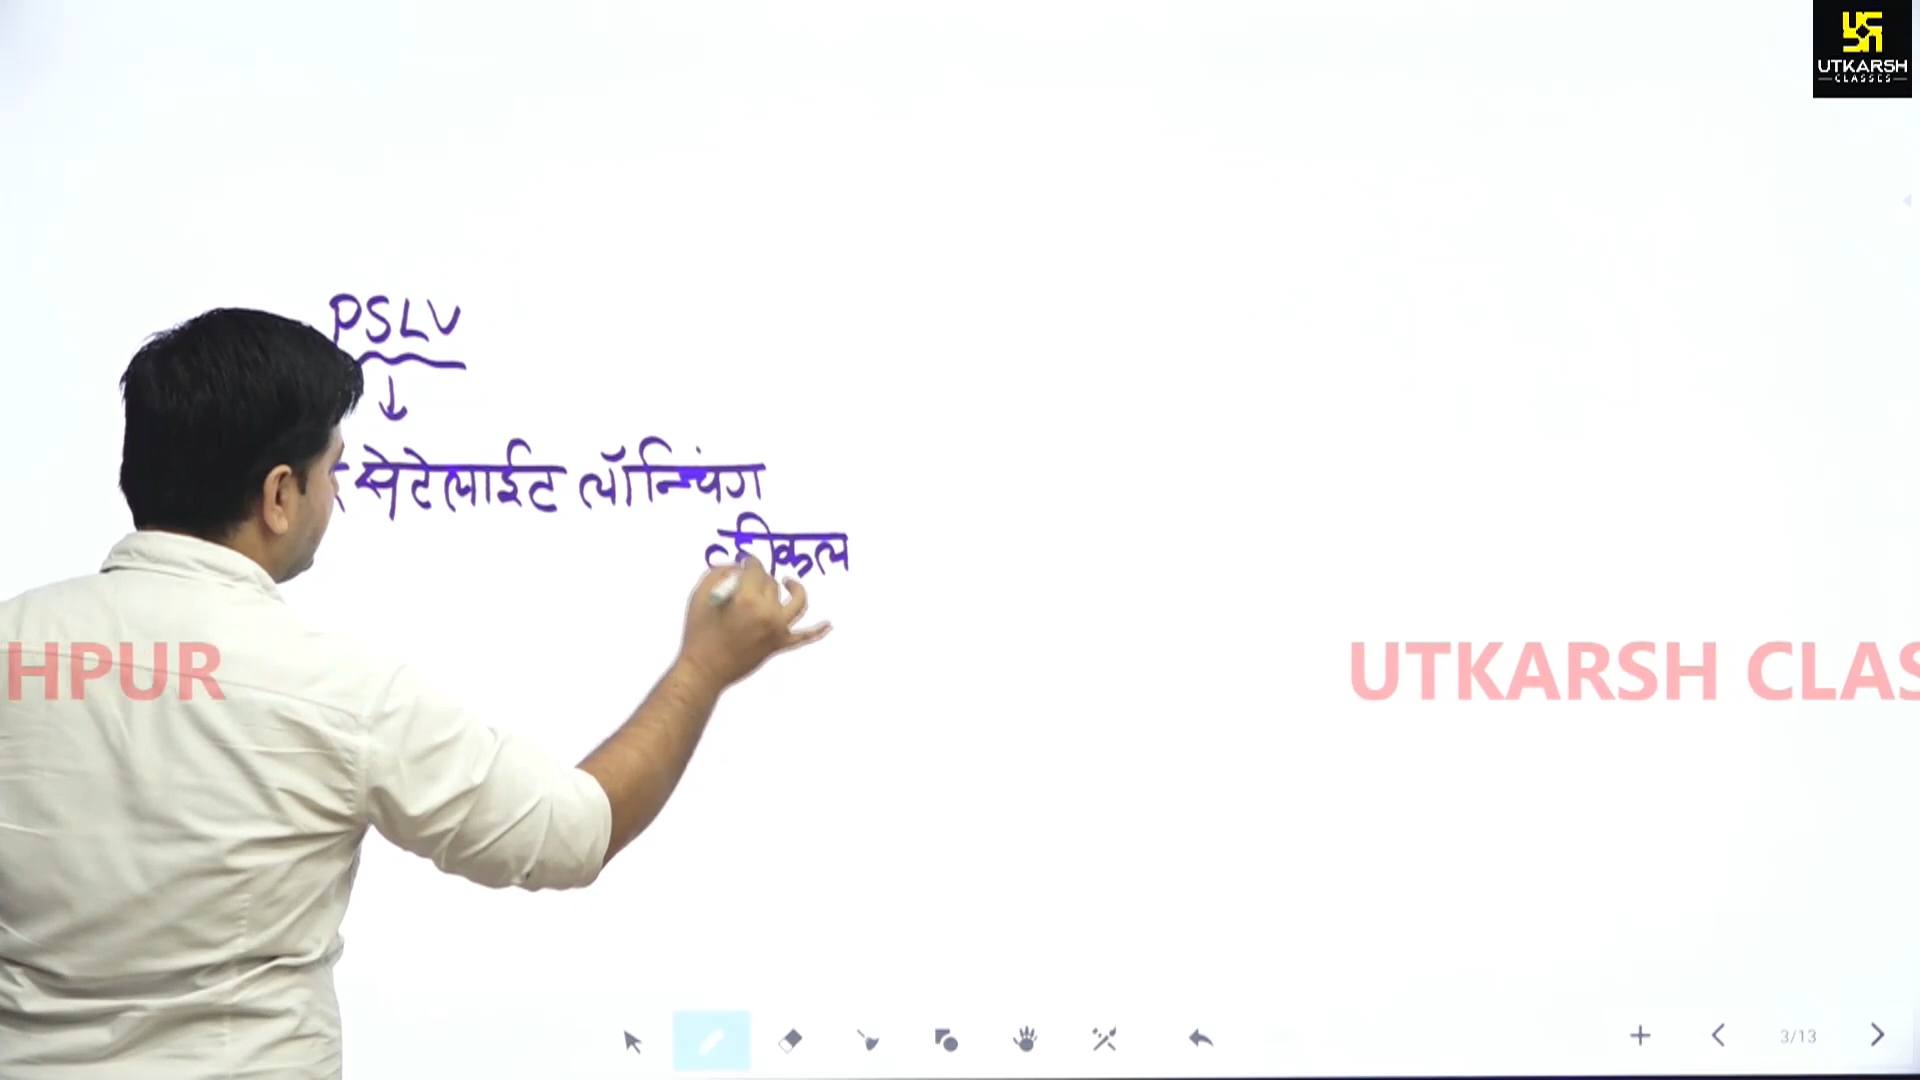 UTKARSH
CLASSES
PSLV
सेटेलाईट लॉन्चिंग
व्हीकल
HPUR
UTKARSH CLAS
3/13